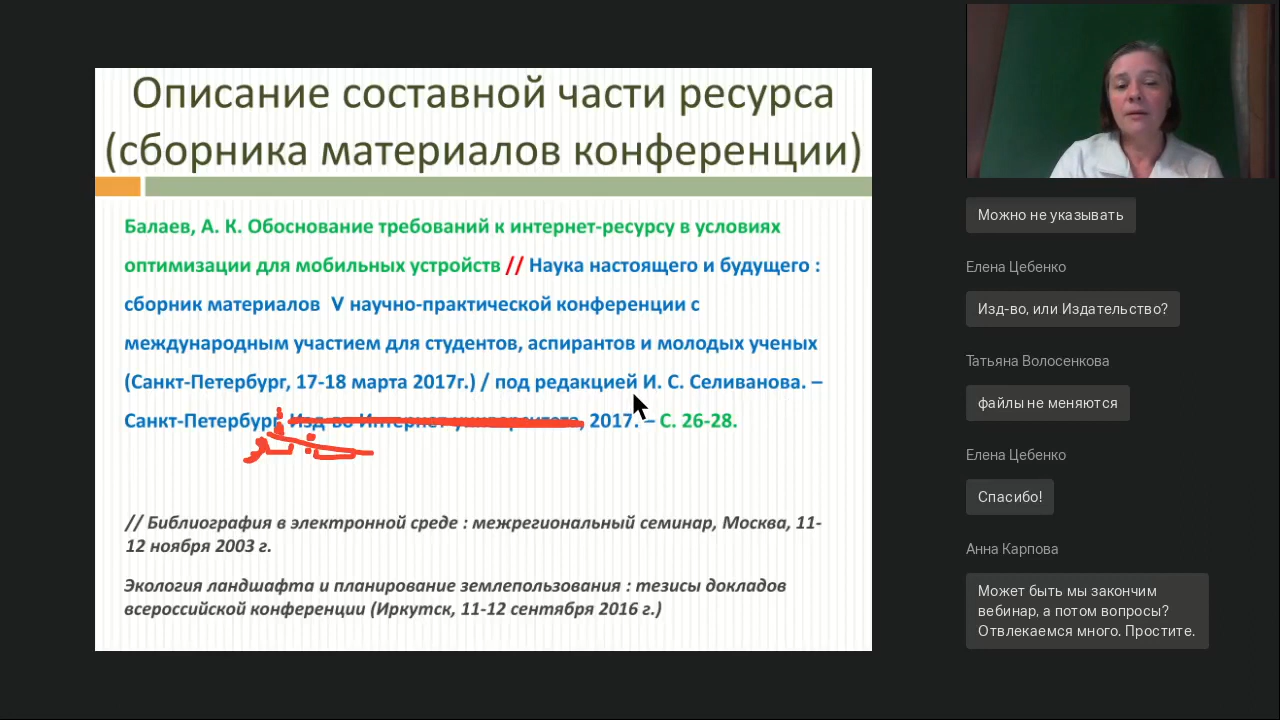 Описание составной части ресурса
(сборника материалов конференции)
Балаев, А. К. Обоснование требований к интернет-ресурсу в условиях
оптимизации для мобильных устройств // Наука настоящего и будущего :
сборник материалов V научно-практической конференции с
международным участием для студентов, аспирантов и молодых ученых
(Санкт-Петербург, 17-18 марта 2017г.) / под редакцией И. С. Селиванова. –
Санкт-Петербург: Изд-во Интернет-университета, 2017. – С. 26-28.
// Библиография в электронной среде : межрегиональный семинар, Москва, 11-
12 ноября 2003 г.
Экология ландшафта и планирование землепользования : тезисы докладов
всероссийской конференции (Иркутск, 11-12 сентября 2016 г.)
Можно не указывать
Елена Цебенко
Изд-во, или Издательство?
Татьяна Волосенкова
файлы не меняются
Елена Цебенко
Спасибо!
Анна Карпова
Может быть мы закончим
вебинар, а потом вопросы?
Отвлекаемся много. Простите.